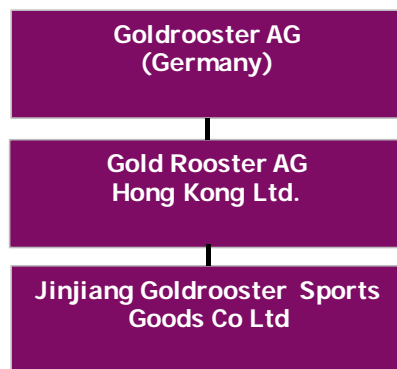 Goldrooster AG
(Germany)
Gold Rooster AG
Hong Kong Ltd.
Jinjiang Goldrooster Sports
Goods Co Ltd